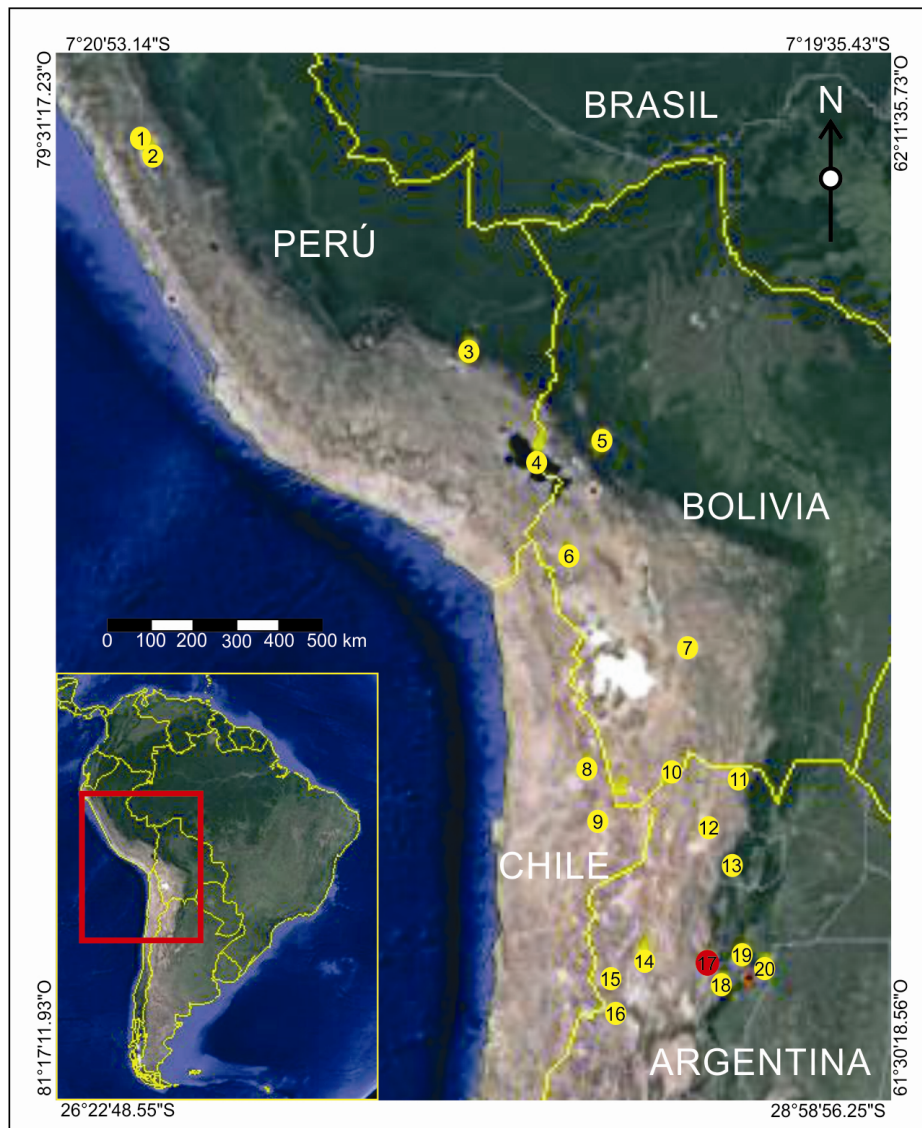 7°20'53.14"S 7°19'35.43"S
79°31'17.23"O
62°11'35.73"O
BRASIL
N
1
2
PERÚ
3
5
4
BOLIVIA
6
0 100 200 300 400 500 km
7
8
10
11
9
12
CHILE
13
14
17
19
20
15
18
16
ARGENTINA
81°17'11.93"O
61°30'18.56"O
26°22'48.55"S 28°58'56.25"S